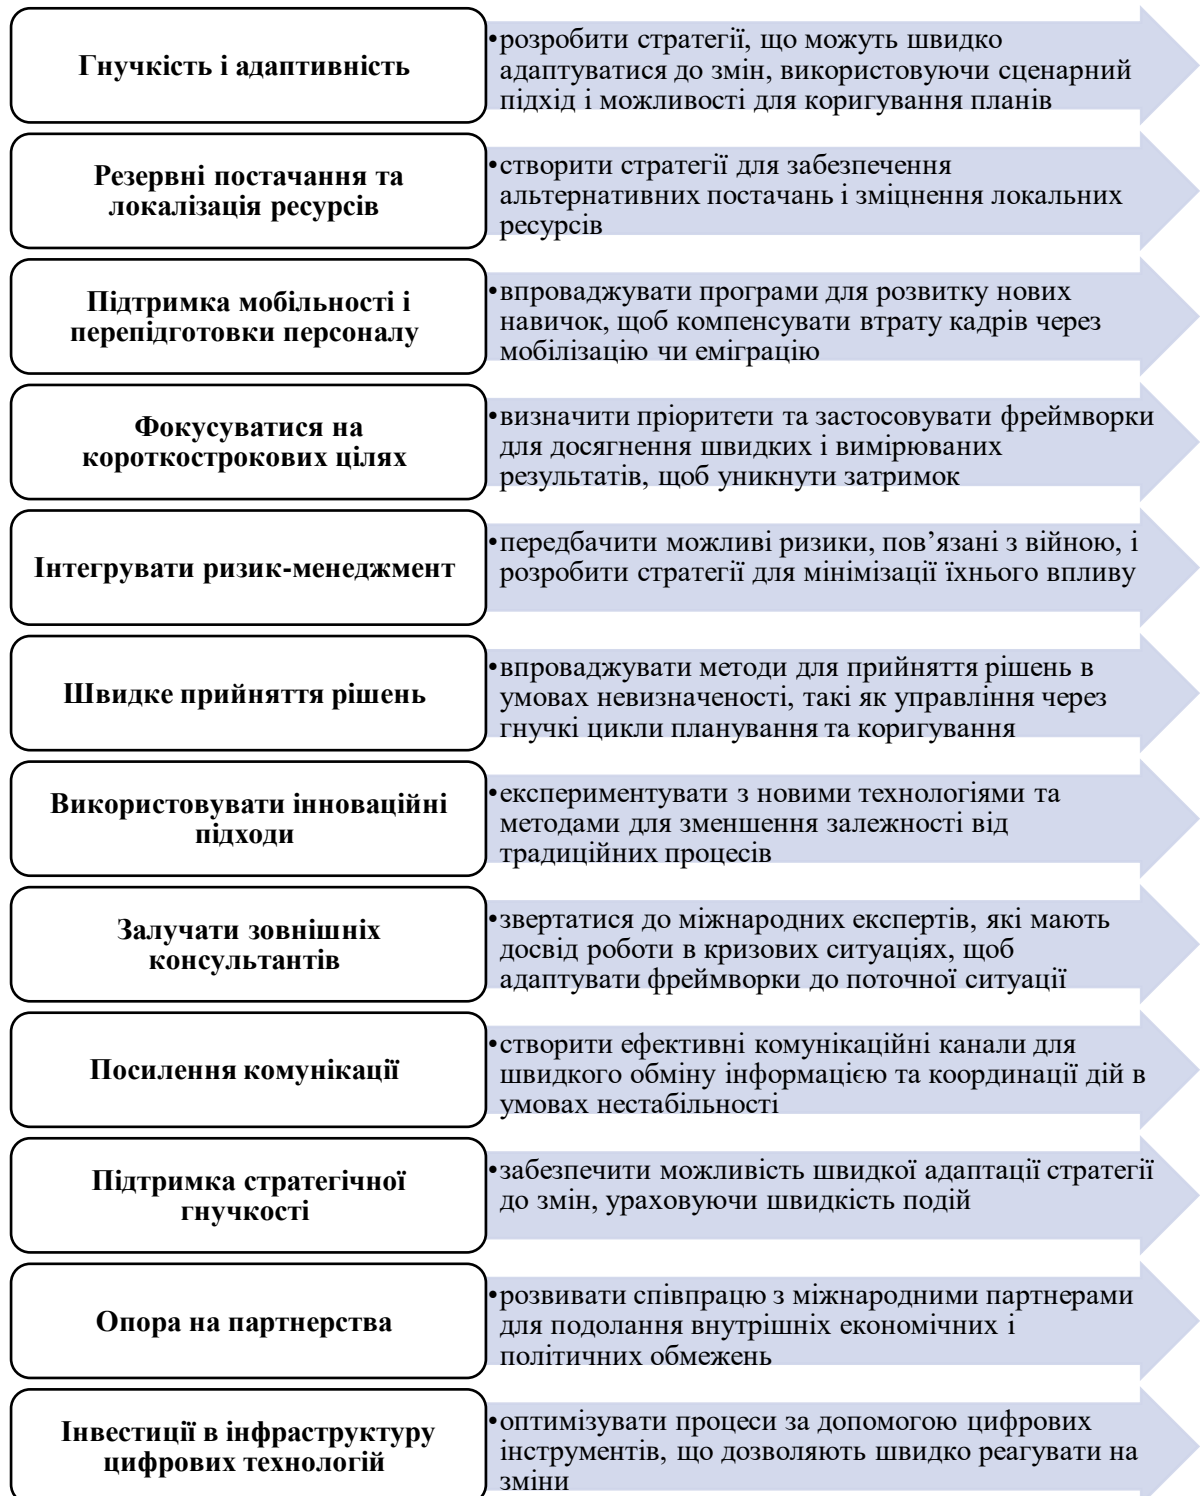 Гнучкість і адаптивність
•розробити стратегії, що можуть швидко
адаптуватися до змін, використовуючи сценарний
підхід і можливості для коригування планів
Резервні постачання та
локалізація ресурсів
•створити стратегії для забезпечення
альтернативних постачань і зміцнення локальних
ресурсів
Підтримка мобільності і
перепідготовки персоналу
•впроваджувати програми для розвитку нових
навичок, щоб компенсувати втрату кадрів через
мобілізацію чи еміграцію
Фокусуватися на
короткострокових цілях
•визначити пріоритети та застосовувати фреймворки
для досягнення швидких і вимірюваних
результатів, щоб уникнути затримок
Інтегрувати ризик-менеджмент
•передбачити можливі ризики, пов’язані з війною, і
розробити стратегії для мінімізації їхнього впливу
Швидке прийняття рішень
•впроваджувати методи для прийняття рішень в
умовах невизначеності, такі як управління через
гнучкі цикли планування та коригування
Використовувати інноваційні
підходи
•експериментувати з новими технологіями та
методами для зменшення залежності від
традиційних процесів
Залучати зовнішніх
консультантів
•звертатися до міжнародних експертів, які мають
досвід роботи в кризових ситуаціях, щоб
адаптувати фреймворки до поточної ситуації
Посилення комунікації
•створити ефективні комунікаційні канали для
швидкого обміну інформацією та координації дій в
умовах нестабільності
Підтримка стратегічної
гнучкості
•забезпечити можливість швидкої адаптації стратегії
до змін, ураховуючи швидкість подій
Опора на партнерства
•розвивати співпрацю з міжнародними партнерами
для подолання внутрішніх економічних і
політичних обмежень
Інвестиції в інфраструктуру
цифрових технологій
•оптимізувати процеси за допомогою цифрових
інструментів, що дозволяють швидко реагувати на
зміни